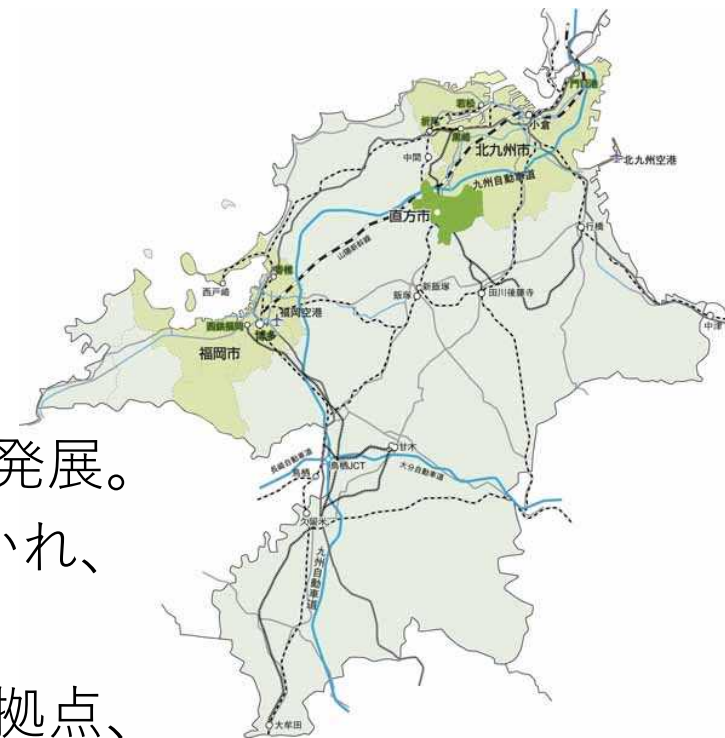 門司港
若松
小倉
折尾
黒崎
北九州市
中間
北九州空港
九州自動車道
直方市
行橋
山陽新幹線
香椎
西戸崎
新飯塚
飯塚
田川後藤寺
中津
福岡空港
西鉄福岡
博多
福岡市
発展。
甘木
長崎自動車道
鳥栖JCT
大分自動車道
鳥栖
いれ、
久留米
九州自動車道
拠点、
大牟田